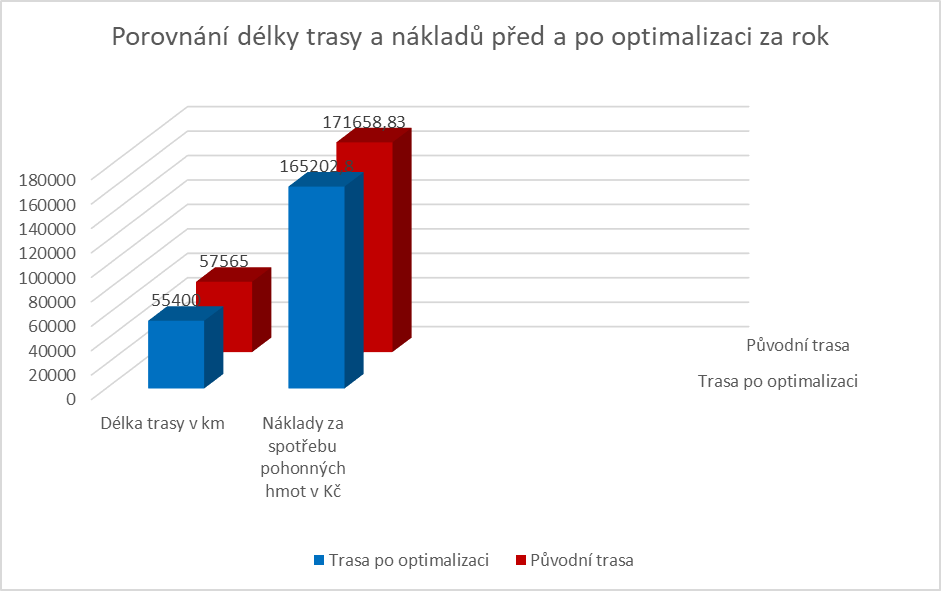 Porovnání délky trasy a nákladů před a po optimalizaci za rok
171658,83
165202,8
57565
55400
180000
160000
140000
120000
100000
80000
60000
40000
20000
0
Původní trasa
Trasa po optimalizaci
Délka trasy v km
Náklady za
spotřebu
pohonných
hmot v Kč
Trasa po optimalizaci
Původní trasa